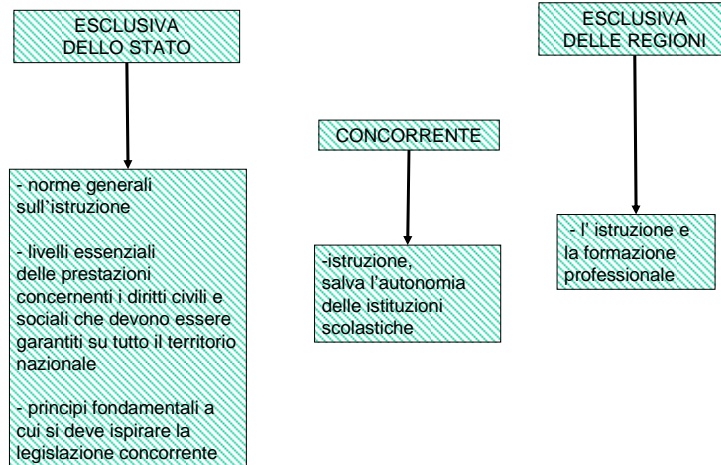 ESCLUSIVA
DELLO STATO
- norme generali
sull'istruzione
- livelli essenziali
delle prestazioni
concernenti i diritti civili e
sociali che devono essere
garantiti su tutto il territorio
nazionale
- principi fondamentali a
cui si deve ispirare la
legislazione concorrente
CONCORRENTE
-istruzione,
salva l'autonomia
delle istituzioni
scolastiche
ESCLUSIVA
DELLE REGIONI
- l' istruzione e
la formazione
professionale